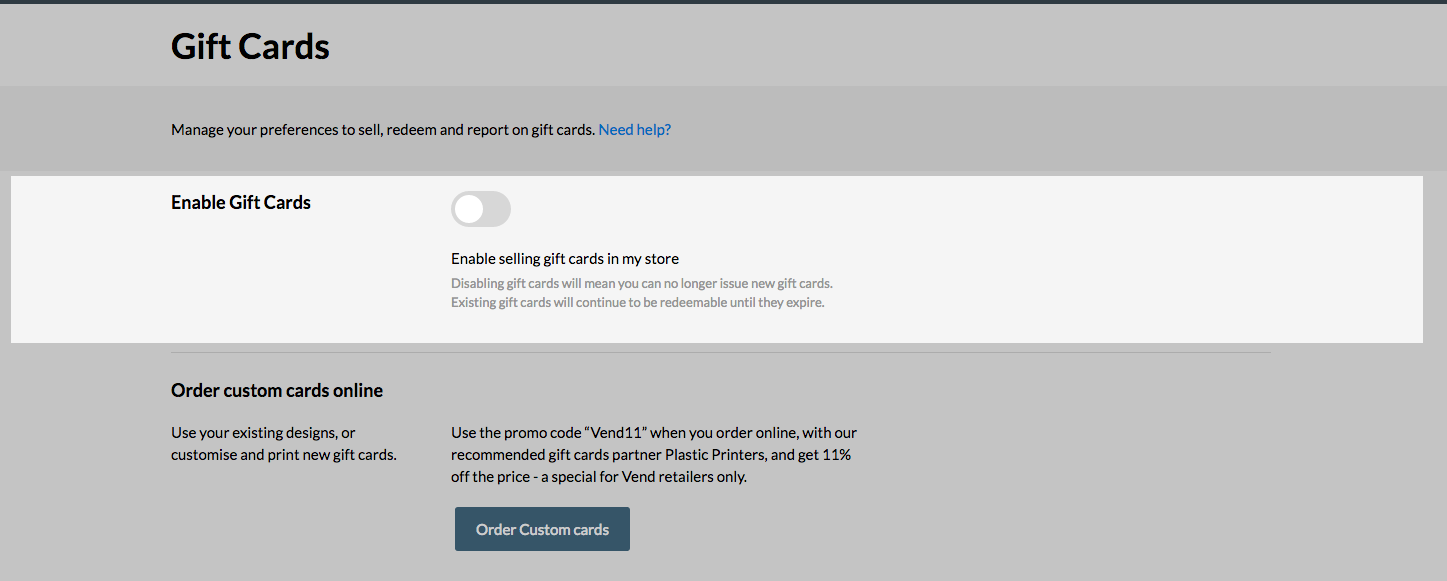 Gift Cards
Manage your preferences to sell, redeem and report on gift cards. Need help?
Enable Gift Cards
Enable selling gift cards in my store
Disabling gift cards will mean you can no longer issue new gift cards.
Existing gift cards will continue to be redeemable until they expire.
Order custom cards online
Use your existing designs, or
customise and print new gift cards.
Use the promo code “Vend11” when you order online, with our
recommended gift cards partner Plastic Printers, and get 11%
off the price - a special for Vend retailers only.
Order Custom cards